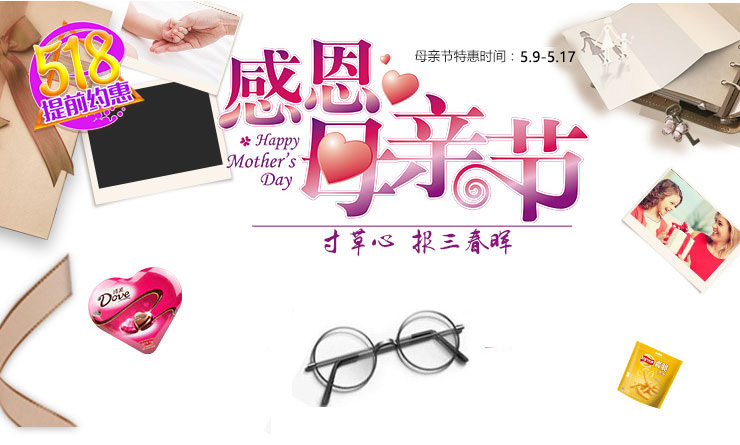 518
提前约惠
母亲节特惠时间：5.9-5.17
感恩
母亲节
Happy
Mother's
Day
寸草心 报三春晖
Dove